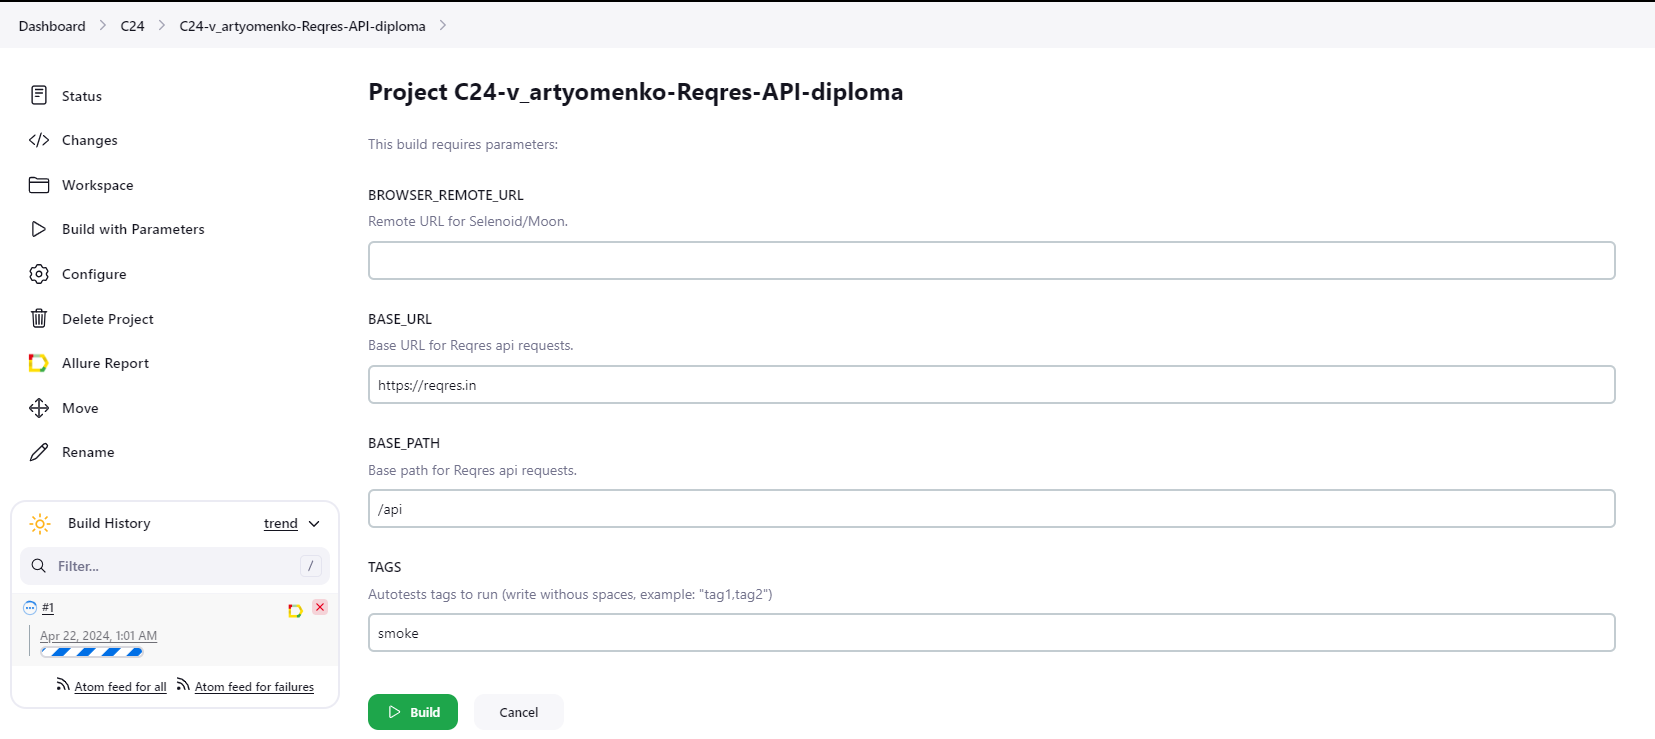 Dashboard > C24 > C24-v_artyomenko-Reqres-API-diploma >
Status
Changes
Workspace
Build with Parameters
Configure
Delete Project
Allure Report
Move
Rename
Build History
trend
Filter...
/
#1
Apr 22, 2024, 1:01 AM
Atom feed for all
Atom feed for failures
Project C24-v_artyomenko-Reqres-API-diploma
This build requires parameters:
BROWSER_REMOTE_URL
Remote URL for Selenoid/Moon.
BASE_URL
Base URL for Reqres api requests.
https://reqres.in
BASE_PATH
Base path for Reqres api requests.
/api
TAGS
Autotests tags to run (write withouns spaces, example: "tag1,tag2")
smoke
Build
Cancel